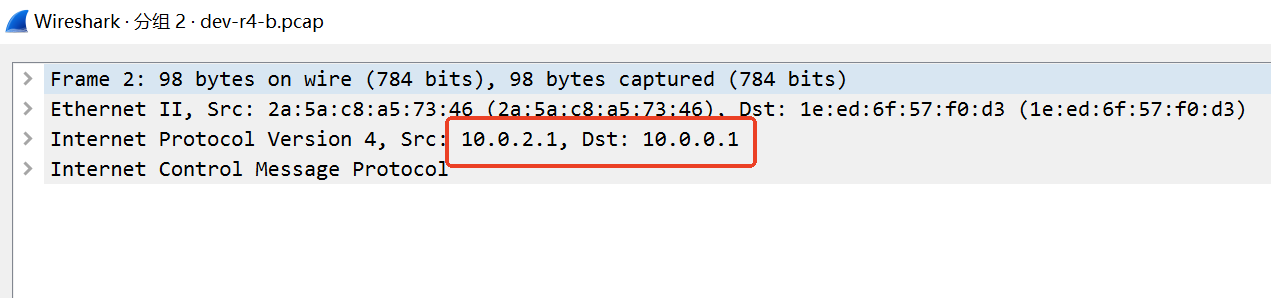 Wireshark · 分组 2 · dev-r4-b.pcap
Frame 2: 98 bytes on wire (784 bits), 98 bytes captured (784 bits)
Ethernet II, Src: 2a:5a:c8:a5:73:46 (2a:5a:c8:a5:73:46), Dst: 1e:ed:6f:57:f0:d3 (1e:ed:6f:57:f0:d3)
Internet Protocol Version 4, Src: 10.0.2.1, Dst: 10.0.0.1
Internet Control Message Protocol